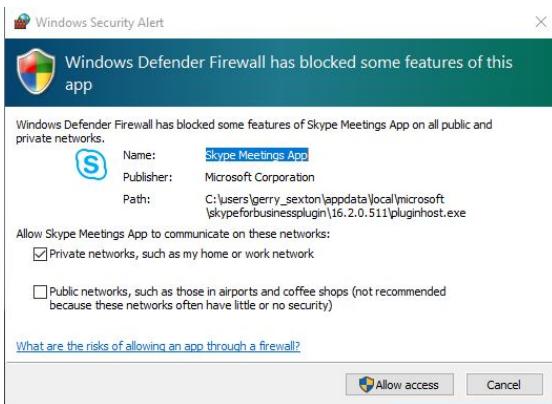 Windows Security Alert
Windows Defender Firewall has blocked some features of this
app
Windows Defender Firewall has blocked some features of Skype Meetings App on all public and
private networks.
Name: Skype Meetings App
Publisher: Microsoft Corporation
Path: C:\users\gerry_sexton\appdata\local\microsoft
\skypeforbusinessplugin\16.2.0.511\pluginhost.exe
Allow Skype Meetings App to communicate on these networks:
Private networks, such as my home or work network
Public networks, such as those in airports and coffee shops (not recommended
because these networks often have little or no security)
What are the risks of allowing an app through a firewall?
Allow access Cancel